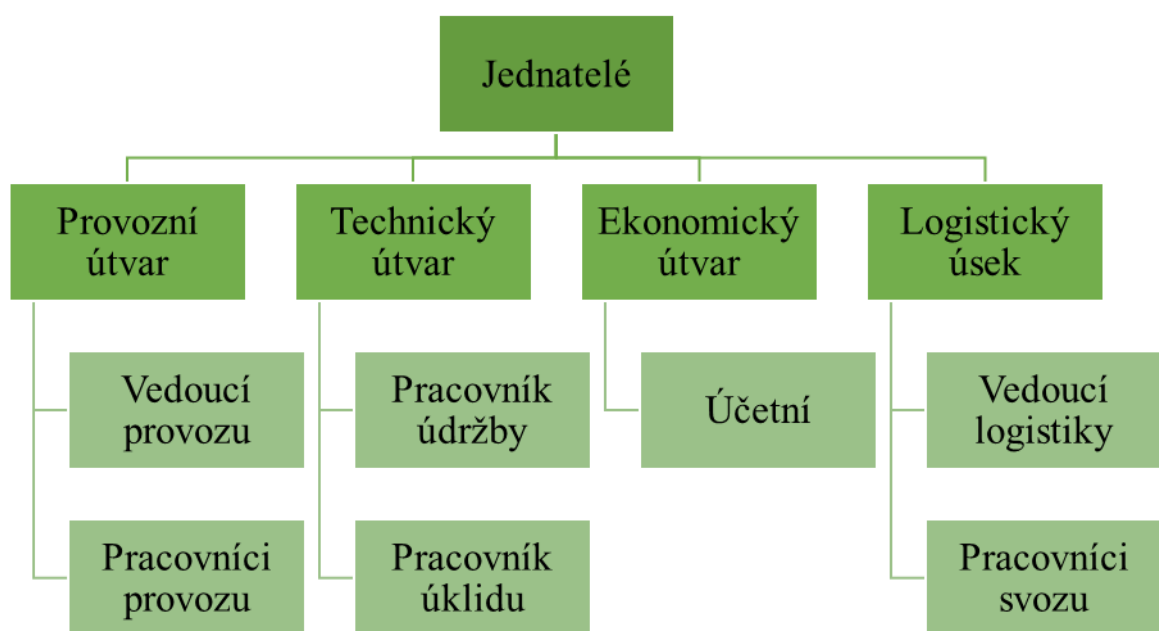 Jednatelé
Provozní
útvar
Technický
útvar
Ekonomický
útvar
Logistický
úsek
Vedoucí
provozu
Pracovník
údržby
Účetní
Vedoucí
logistiky
Pracovníci
provozu
Pracovník
úklidu
Pracovníci
svozu